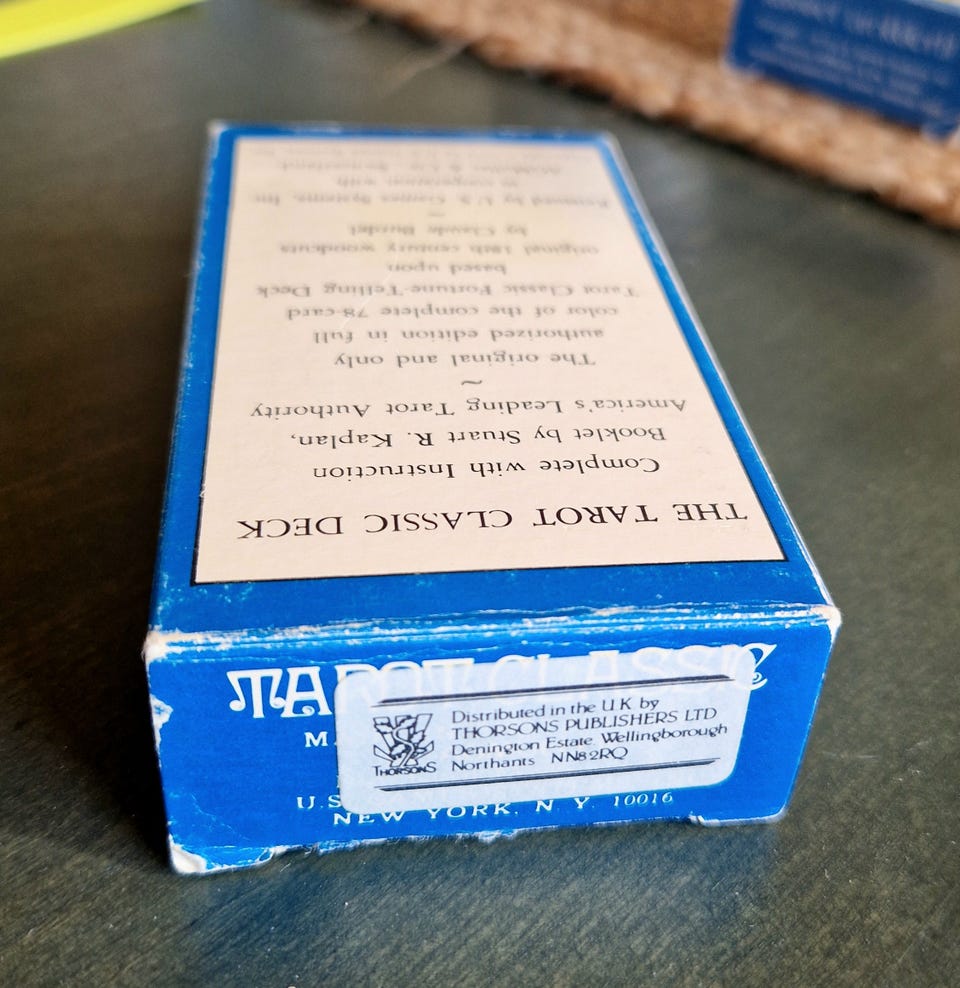 THE TAROT CLASSIC DECK
Complete with Instruction
Booklet by Stuart R. Kaplan,
America's Leading Tarot Authority
~
The original and only
authorized edition in full
color of the complete 78-card
Tarot Classic Fortune-Telling Deck
based upon
original 18th century woodcuts
by Claude Burdel
~
Printed by U.S. Games Systems, Inc.
in cooperation with
TAROT CLASSIC
THORSONS
Distributed in the U.K by
THORSONS PUBLISHERS LTD
Denington Estate, Wellingborough
Northants NN82RQ
NEW YORK, N.Y. 10016